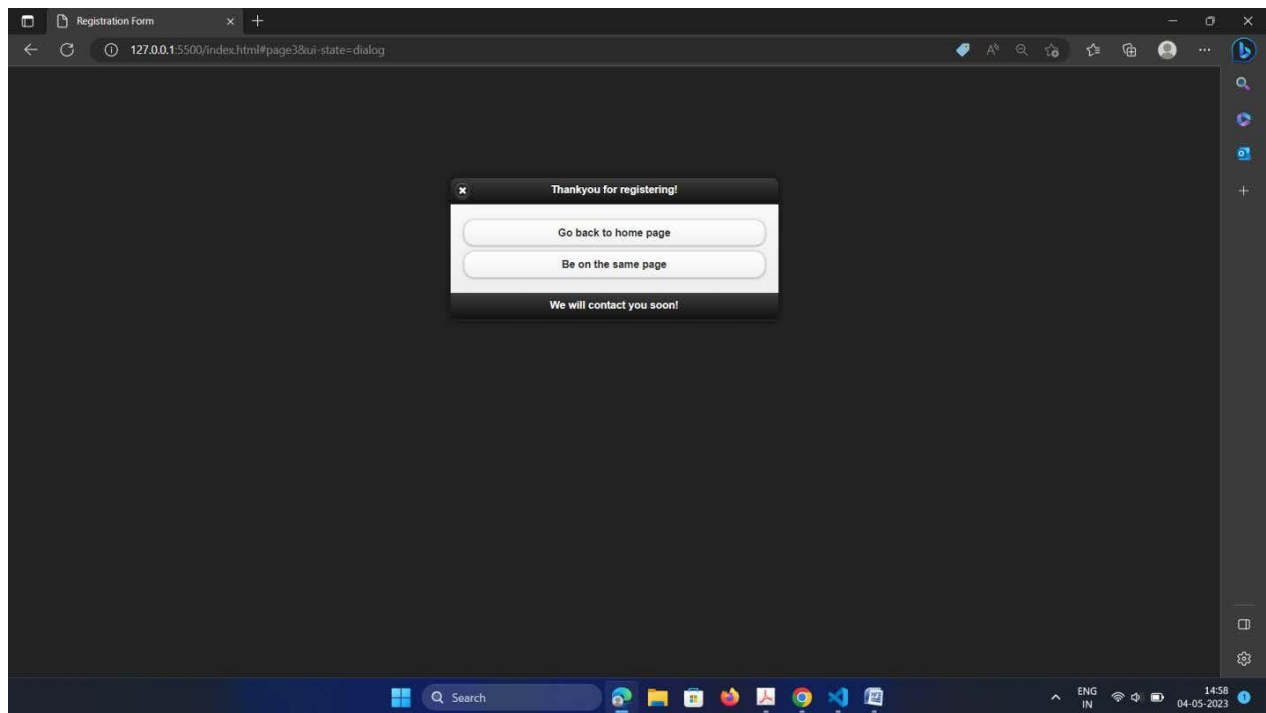 Registration Form
127.0.0.1:5500/index.html#page3&ui-state=dialog
Thankyou for registering!
Go back to home page
Be on the same page
We will contact you soon!
Search
ENG
IN
14:58
04-05-2023
1